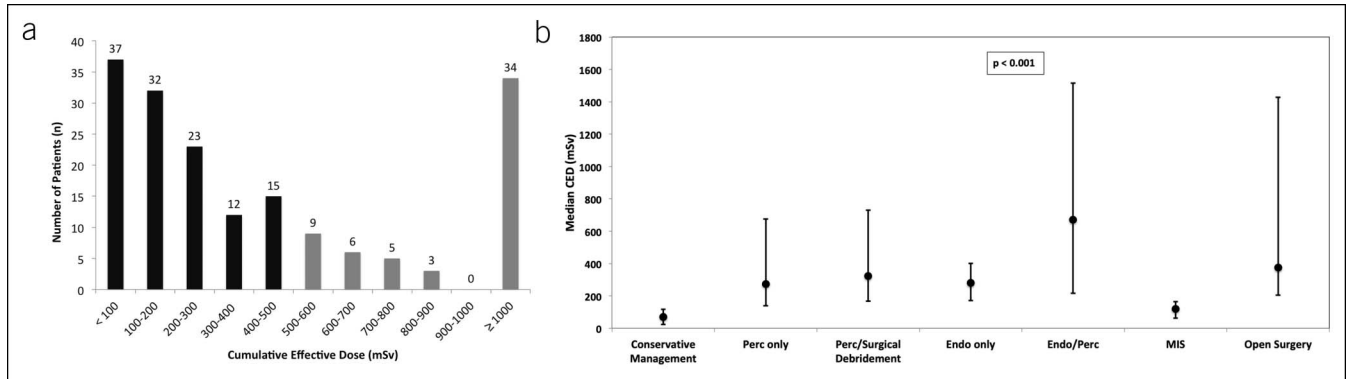 a
40
35
30
25
20
15
10
5
0
Number of Patients (n)
37
32
23
12
15
9
6
5
3
0
34
< 100
100-200
200-300
300-400
400-500
500-600
600-700
700-800
800-900
900-1000
≥ 1000
Cumulative Effective Dose (mSv)
b
1800
1600
1400
1200
1000
800
600
400
200
0
Median CED (mSv)
p < 0.001
Conservative
Management
Perc only
Perc/Surgical
Debridement
Endo only
Endo/Perc
MIS
Open Surgery